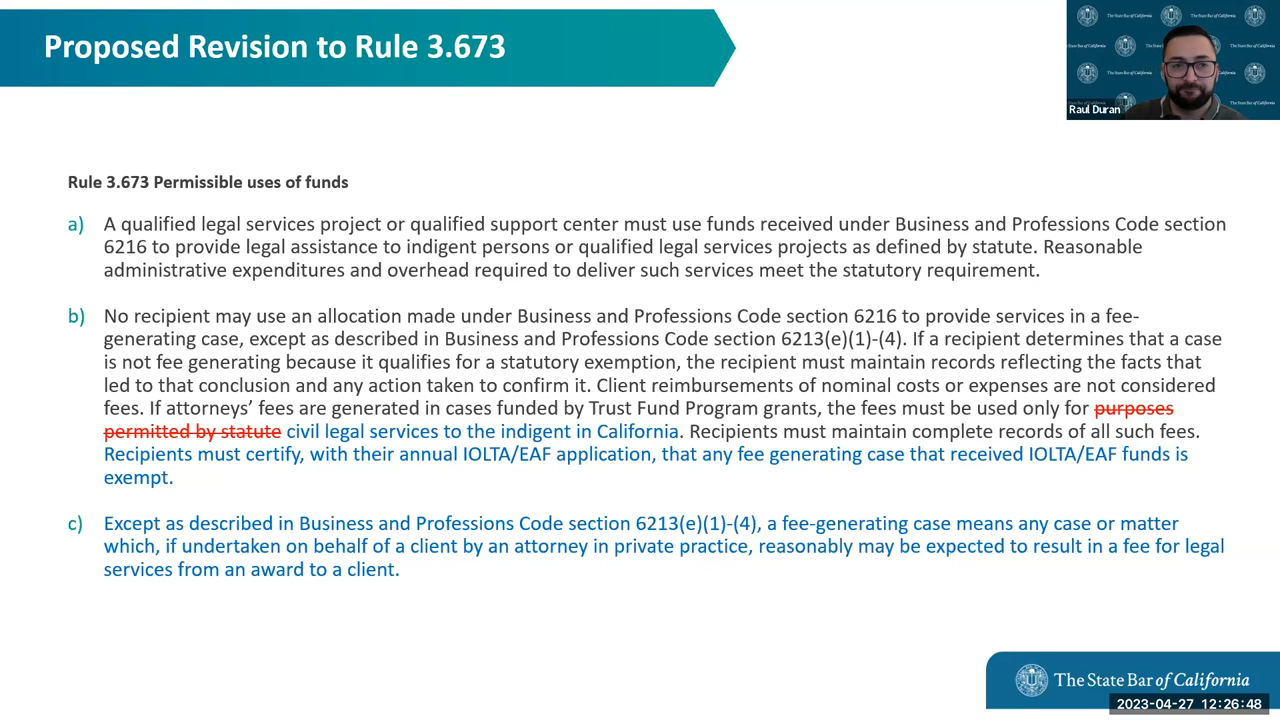 Proposed Revision to Rule 3.673
The State Bar of California
Raul Duran
Rule 3.673 Permissible uses of funds
a) A qualified legal services project or qualified support center must use funds received under Business and Professions Code section
6216 to provide legal assistance to indigent persons or qualified legal services projects as defined by statute. Reasonable
administrative expenditures and overhead required to deliver such services meet the statutory requirement.
b) No recipient may use an allocation made under Business and Professions Code section 6216 to provide services in a fee-
generating case, except as described in Business and Professions Code section 6213(e)(1)-(4). If a recipient determines that a case
is not fee generating because it qualifies for a statutory exemption, the recipient must maintain records reflecting the facts that
led to that conclusion and any action taken to confirm it. Client reimbursements of nominal costs or expenses are not considered
fees. If attorneys’ fees are generated in cases funded by Trust Fund Program grants, the fees must be used only for purposes
permitted by statute civil legal services to the indigent in California. Recipients must maintain complete records of all such fees.
Recipients must certify, with their annual IOLTA/EAF application, that any fee generating case that received IOLTA/EAF funds is
exempt.
c) Except as described in Business and Professions Code section 6213(e)(1)-(4), a fee-generating case means any case or matter
which, if undertaken on behalf of a client by an attorney in private practice, reasonably may be expected to result in a fee for legal
services from an award to a client.
The State Bar of California
2023-04-27 12:26:48